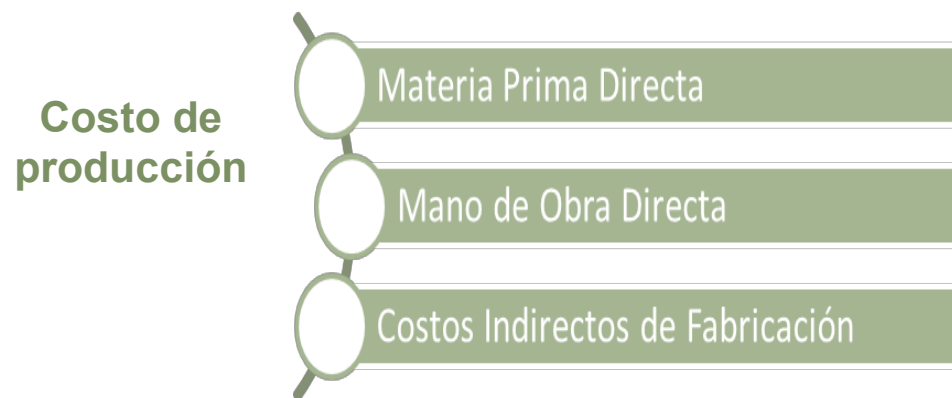 Costo de
producción
Materia Prima Directa
Mano de Obra Directa
Costos Indirectos de Fabricación